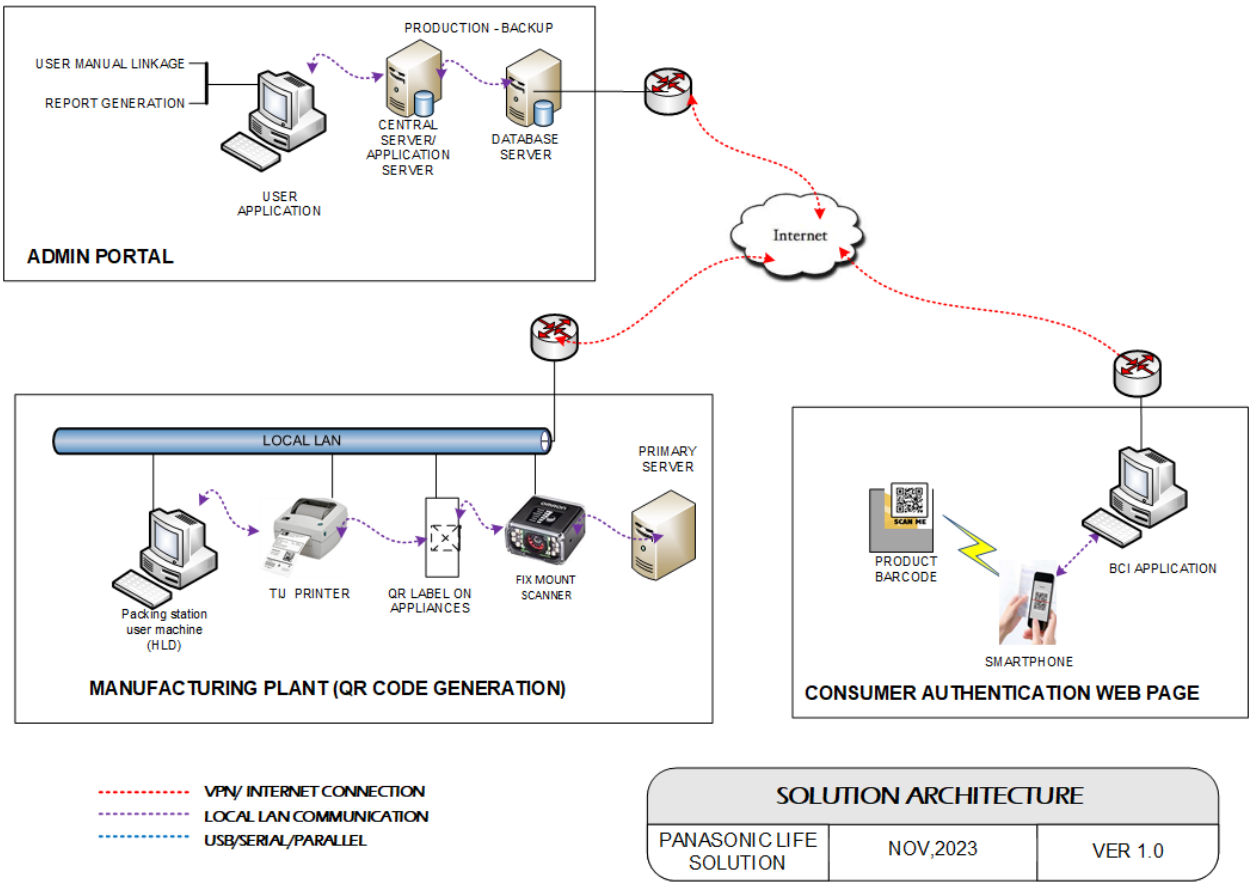 PRODUCTION - BACKUP
USER MANUAL LINKAGE
REPORT GENERATION
CENTRAL
SERVER/
APPLICATION
SERVER
DATABASE
SERVER
USER
APPLICATION
ADMIN PORTAL
Internet
LOCAL LAN
PRIMARY
SERVER
OMRON
Packing station
user machine
(HLD)
TIJ PRINTER
QR LABEL ON
APPLIANCES
FIX MOUNT
SCANNER
MANUFACTURING PLANT (QR CODE GENERATION)
SCAN ME
PRODUCT
BARCODE
BCI APPLICATION
SMARTPHONE
CONSUMER AUTHENTICATION WEB PAGE
VPN/ INTERNET CONNECTION
LOCAL LAN COMMUNICATION
USB/SERIAL/PARALLEL
SOLUTION ARCHITECTURE
PANASONIC LIFE
SOLUTION
NOV,2023
VER 1.0